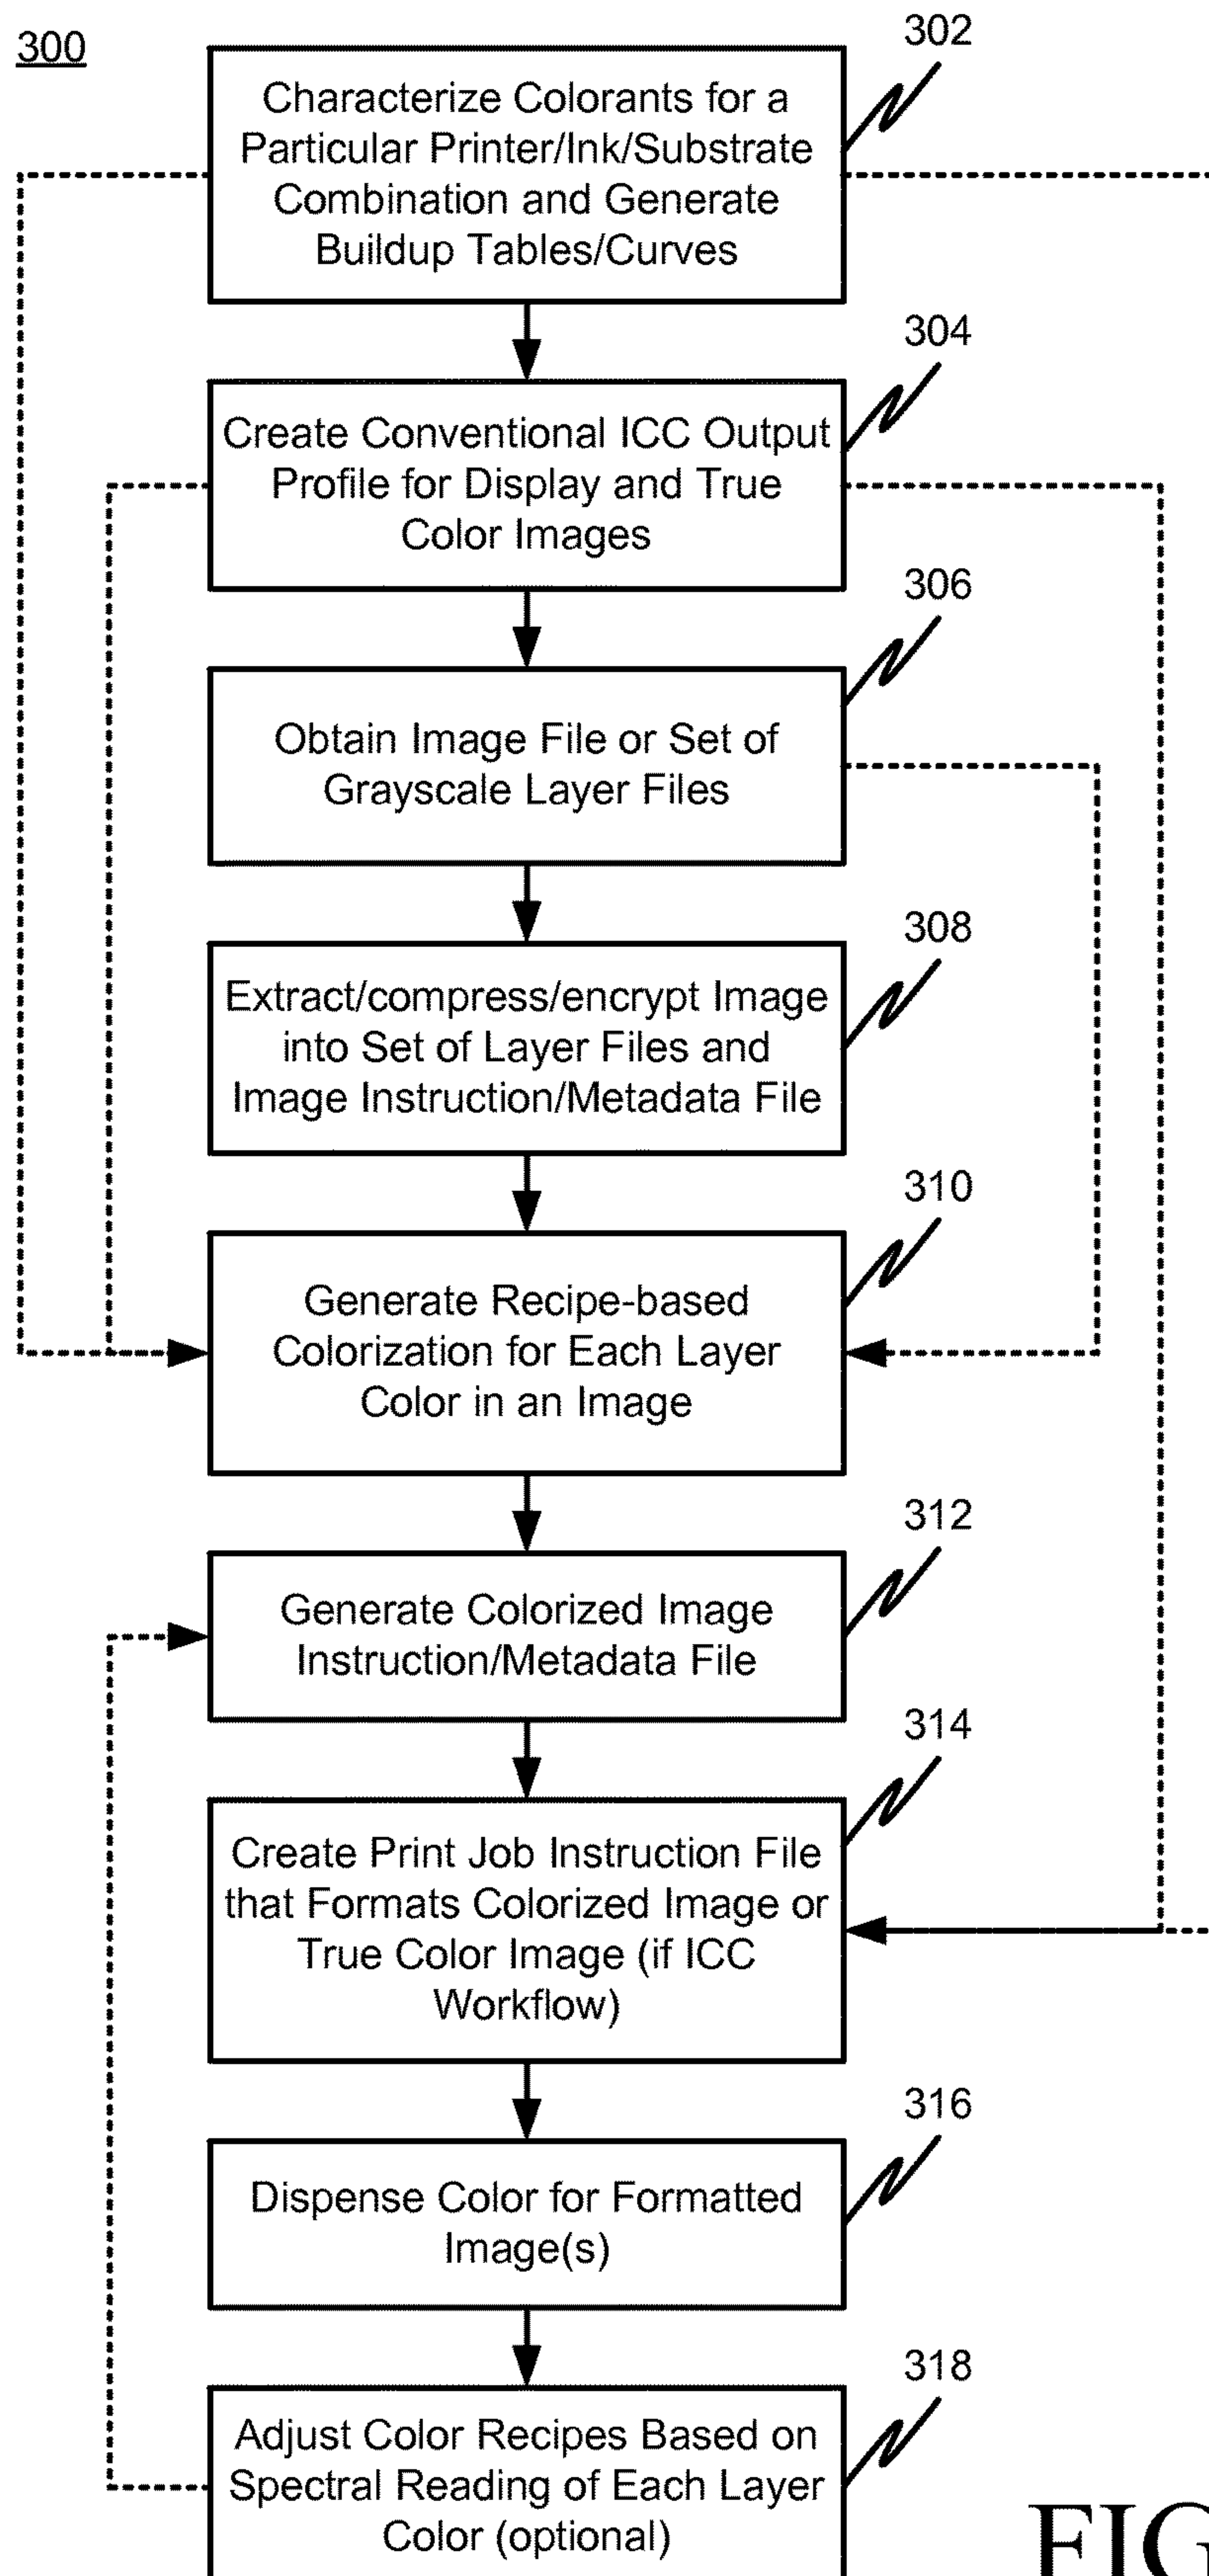 300
302
Characterize Colorants for a
Particular Printer/Ink/Substrate
Combination and Generate
Buildup Tables/Curves
304
Create Conventional ICC Output
Profile for Display and True
Color Images
306
Obtain Image File or Set of
Grayscale Layer Files
308
Extract/compress/encrypt Image
into Set of Layer Files and
Image Instruction/Metadata File
310
Generate Recipe-based
Colorization for Each Layer
Color in an Image
312
Generate Colorized Image
Instruction/Metadata File
314
Create Print Job Instruction File
that Formats Colorized Image or
True Color Image (if ICC
Workflow)
316
Dispense Color for Formatted
Image(s)
318
Adjust Color Recipes Based on
Spectral Reading of Each Layer
Color (optional)
FIG